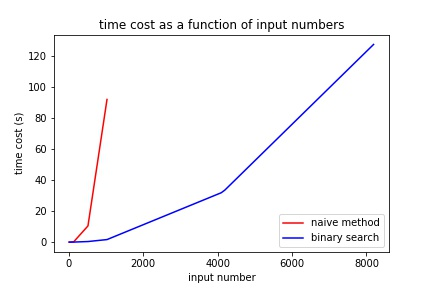 time cost as a function of input numbers
time cost (s)
120
100
80
60
40
20
0
0 2000 4000 6000 8000
input number
naive method
binary search